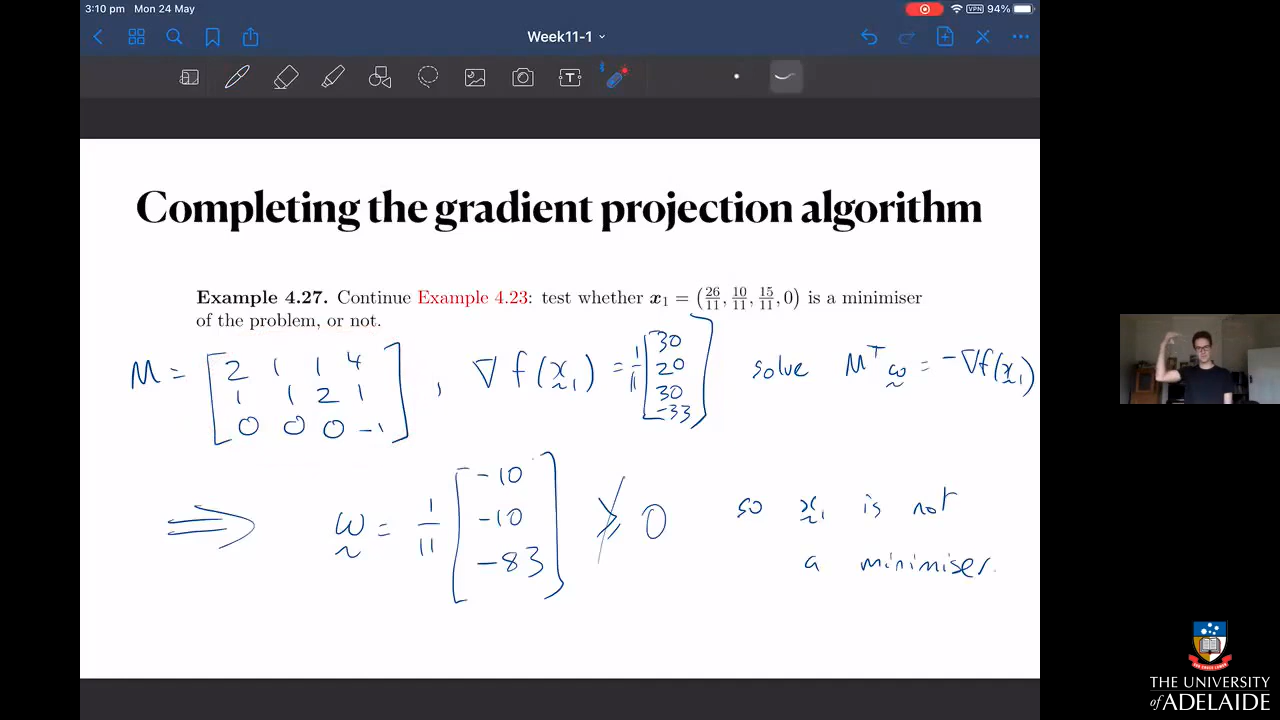 3:10 pm Mon 24 May
VPN 94%
Week11-1
Completing the gradient projection algorithm
Example 4.27. Continue Example 4.23: test whether x₁ = (26/11, 10/11, 15/11, 0) is a minimiser
of the problem, or not.
M = [2 1 1 4; 1 1 2 1; 0 0 0 -1], ∇f(x₁) = 1/11 [30; 20; 30; -33] solve Mᵀω = -∇f(x₁)
⟹ ω = 1/11 [-10; -10; -83] ≱ 0 so x₁ is not
a minimiser.
THE UNIVERSITY
of ADELAIDE